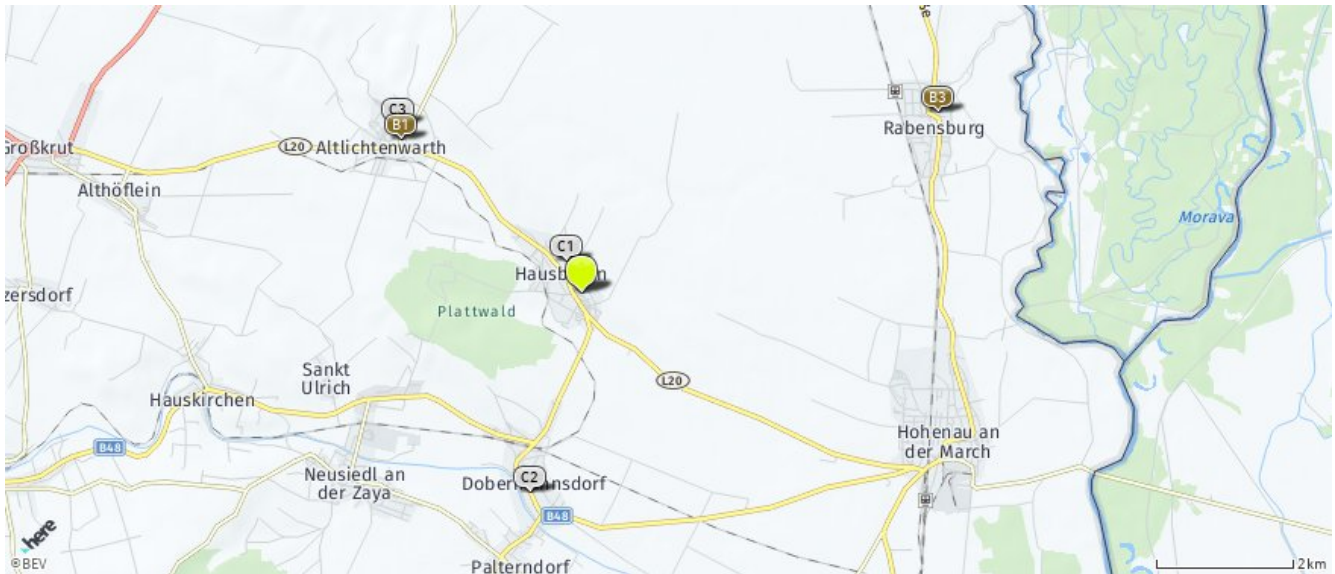 se
C3
B1
L20
Großkrut
Altlichtenwarth
B3
Rabensburg
Althöflein
Morava
C1
zersdorf
Plattwald
Sankt
Ulrich
L20
Hauskirchen
Hohenau an
der March
B48
Neusiedl an
der Zaya
C2
B48
Palterndorf
here
©BEV
2km